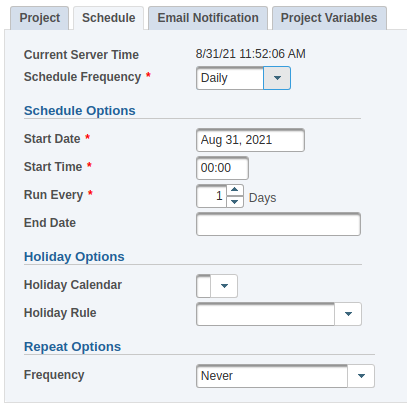 Project Schedule Email Notification Project Variables
Current Server Time 8/31/21 11:52:06 AM
Schedule Frequency * Daily
Schedule Options
Start Date * Aug 31, 2021
Start Time * 00:00
Run Every * 1 Days
End Date
Holiday Options
Holiday Calendar
Holiday Rule
Repeat Options
Frequency Never